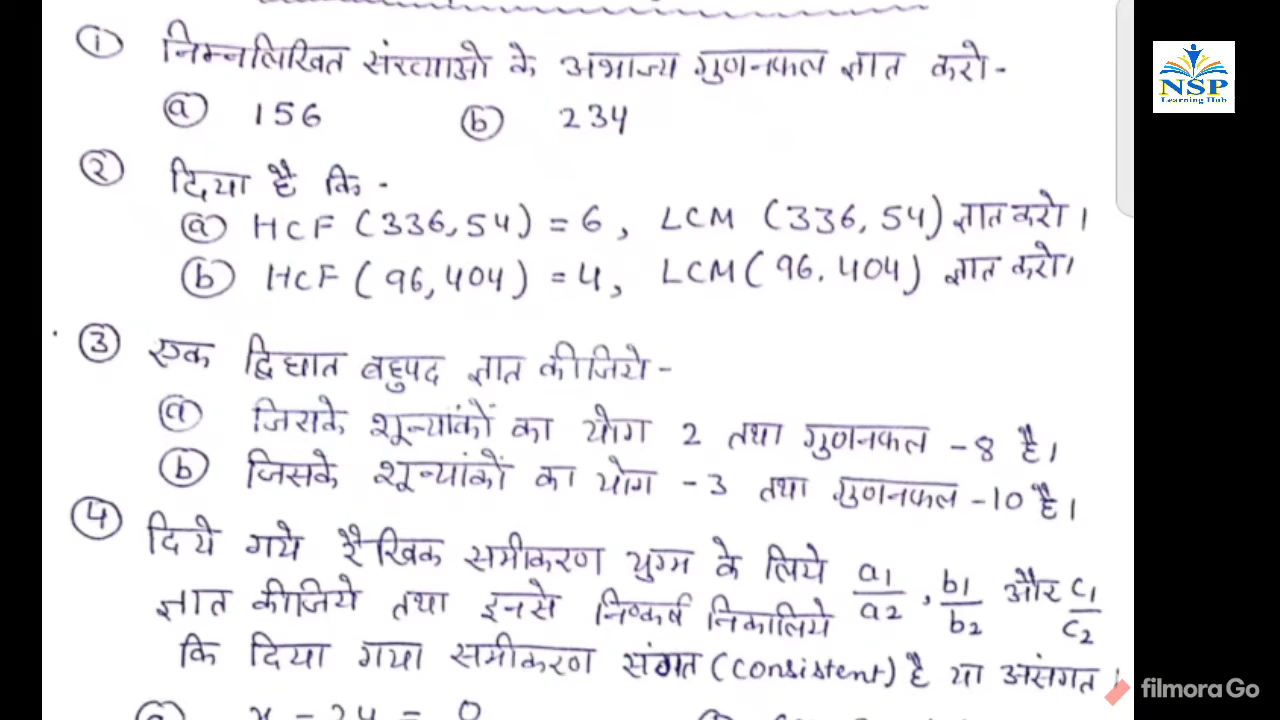 ① निम्नलिखित संख्याओ के अभाज्य गुणनफल ज्ञात करो-
ⓐ 156 ⓑ 234
② दिया है कि -
ⓐ HCF (336,54) = 6, LCM (336, 54) ज्ञात करो।
ⓑ HCF (96,404) = 4, LCM (96, 404) ज्ञात करो।
③ एक द्विघात बहुपद ज्ञात कीजिये-
ⓐ जिसके शून्यांकों का योग 2 तथा गुणनफल -8 है।
ⓑ जिसके शून्यांकों का योग -3 तथा गुणनफल -10 है।
④ दिये गये रैखिक समीकरण युग्म के लिये a1/a2, b1/b2 और c1/c2
ज्ञात कीजिये तथा इनसे निष्कर्ष निकालिये
कि दिया गया समीकरण संगत (consistent) है या असंगत।
NSP
Learning Hub
filmoraGo